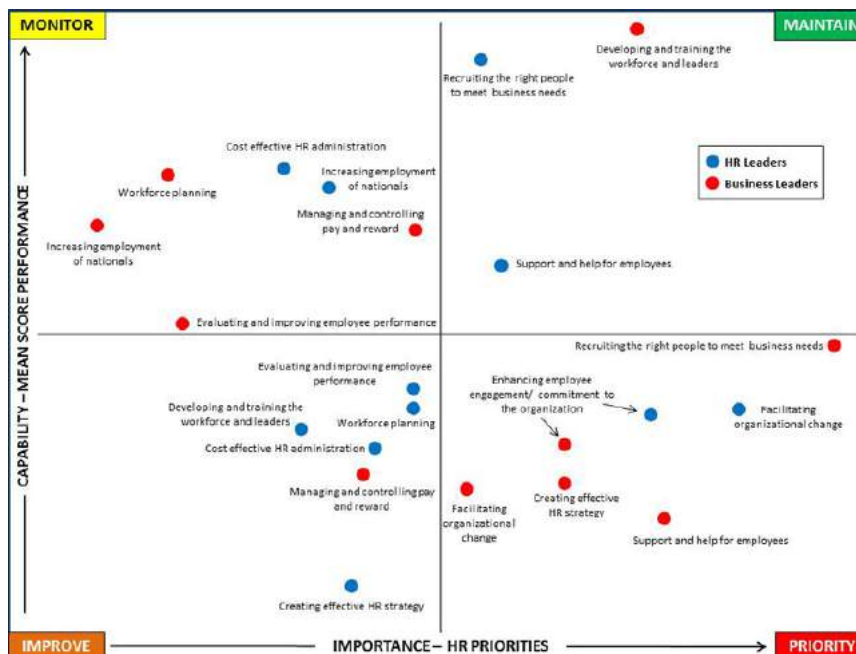 MONITOR
MAINTAIN
Developing and training the
workforce and leaders
Recruiting the right people
to meet business needs
Cost effective HR administration
Increasing employment
of nationals
Workforce planning
Managing and controlling
pay and reward
Increasing employment
of nationals
HR Leaders
Business Leaders
Support and help for employees
Evaluating and improving employee performance
Recruiting the right people to meet business needs
Evaluating and improving employee
performance
Enhancing employee
engagement/ commitment to
the organization
Developing and training the
workforce and leaders
Workforce planning
Facilitating
organizational change
Cost effective HR administration
Managing and controlling pay
and reward
Facilitating
organizational
change
Creating effective
HR strategy
Support and help for employees
Creating effective HR strategy
CAPABILITY – MEAN SCORE PERFORMANCE
IMPROVE
IMPORTANCE – HR PRIORITIES
PRIORITY